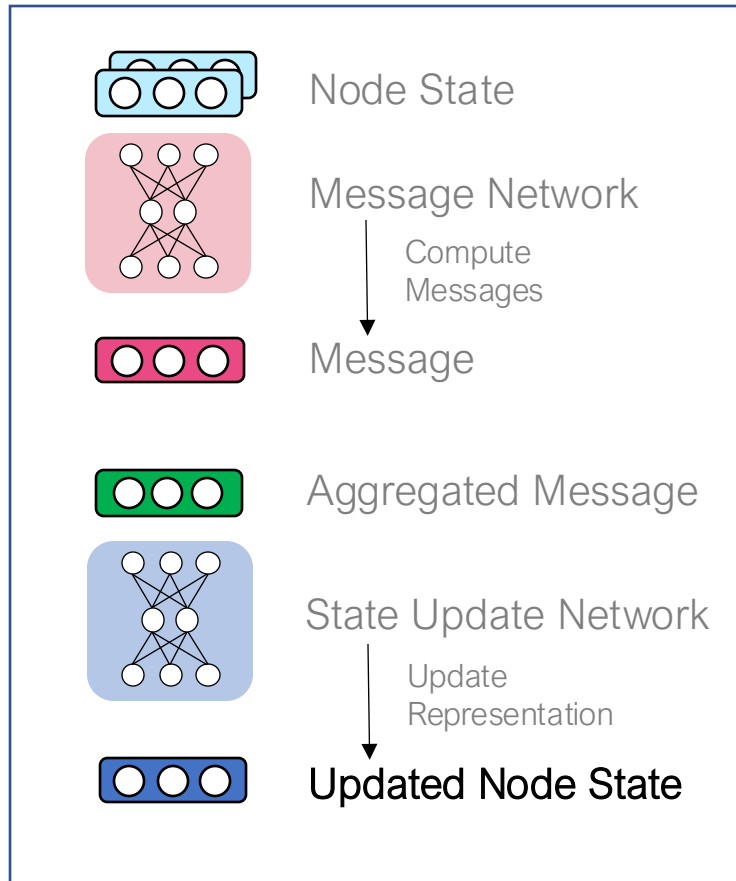 Node State
Message Network
Compute
Messages
Message
Aggregated Message
State Update Network
Update
Representation
Updated Node State